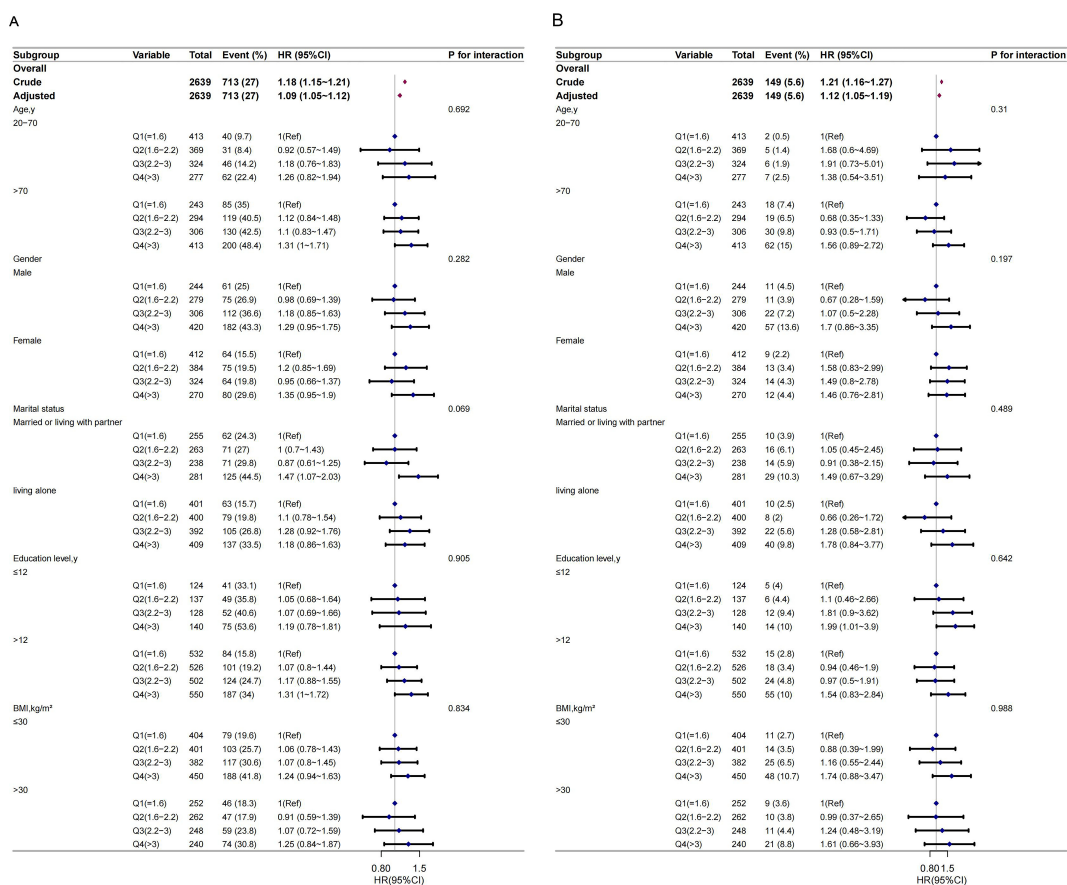 A
Subgroup Variable Total Event (%) HR (95%CI) P for interaction
Overall
Crude 2639 713 (27) 1.18 (1.15~1.21)
Adjusted 2639 713 (27) 1.09 (1.05~1.12)
Age,y 0.692
20−70
Q1(=1.6) 413 40 (9.7) 1(Ref)
Q2(1.6−2.2) 369 31 (8.4) 0.92 (0.57~1.49)
Q3(2.2−3) 324 46 (14.2) 1.18 (0.76~1.83)
Q4(>3) 277 62 (22.4) 1.26 (0.82~1.94)
>70
Q1(=1.6) 243 85 (35) 1(Ref)
Q2(1.6−2.2) 294 119 (40.5) 1.12 (0.84~1.48)
Q3(2.2−3) 306 130 (42.5) 1.1 (0.83~1.47)
Q4(>3) 413 200 (48.4) 1.31 (1~1.71)
Gender 0.282
Male
Q1(=1.6) 244 61 (25) 1(Ref)
Q2(1.6−2.2) 279 75 (26.9) 0.98 (0.69~1.39)
Q3(2.2−3) 306 112 (36.6) 1.18 (0.85~1.63)
Q4(>3) 420 182 (43.3) 1.29 (0.95~1.75)
Female
Q1(=1.6) 412 64 (15.5) 1(Ref)
Q2(1.6−2.2) 384 75 (19.5) 1.2 (0.85~1.69)
Q3(2.2−3) 324 64 (19.8) 0.95 (0.66~1.37)
Q4(>3) 270 80 (29.6) 1.35 (0.95~1.9)
Marital status 0.069
Married or living with partner
Q1(=1.6) 255 62 (24.3) 1(Ref)
Q2(1.6−2.2) 263 71 (27) 1 (0.7~1.43)
Q3(2.2−3) 238 71 (29.8) 0.87 (0.61~1.25)
Q4(>3) 281 125 (44.5) 1.47 (1.07~2.03)
living alone
Q1(=1.6) 401 63 (15.7) 1(Ref)
Q2(1.6−2.2) 400 79 (19.8) 1.1 (0.78~1.54)
Q3(2.2−3) 392 105 (26.8) 1.28 (0.92~1.76)
Q4(>3) 409 137 (33.5) 1.18 (0.86~1.63)
Education level,y 0.905
≤12
Q1(=1.6) 124 41 (33.1) 1(Ref)
Q2(1.6−2.2) 137 49 (35.8) 1.05 (0.68~1.64)
Q3(2.2−3) 128 52 (40.6) 1.07 (0.69~1.66)
Q4(>3) 140 75 (53.6) 1.19 (0.78~1.81)
>12
Q1(=1.6) 532 84 (15.8) 1(Ref)
Q2(1.6−2.2) 526 101 (19.2) 1.07 (0.8~1.44)
Q3(2.2−3) 502 124 (24.7) 1.17 (0.88~1.55)
Q4(>3) 550 187 (34) 1.31 (1~1.72)
BMI,kg/m² 0.834
≤30
Q1(=1.6) 404 79 (19.6) 1(Ref)
Q2(1.6−2.2) 401 103 (25.7) 1.06 (0.78~1.43)
Q3(2.2−3) 382 117 (30.6) 1.07 (0.8~1.45)
Q4(>3) 450 188 (41.8) 1.24 (0.94~1.63)
>30
Q1(=1.6) 252 46 (18.3) 1(Ref)
Q2(1.6−2.2) 262 47 (17.9) 0.91 (0.59~1.39)
Q3(2.2−3) 248 59 (23.8) 1.07 (0.72~1.59)
Q4(>3) 240 74 (30.8) 1.25 (0.84~1.87)
0.80 1.5
HR(95%CI)
B
Subgroup Variable Total Event (%) HR (95%CI) P for interaction
Overall
Crude 2639 149 (5.6) 1.21 (1.16~1.27)
Adjusted 2639 149 (5.6) 1.12 (1.05~1.19)
Age,y 0.31
20−70
Q1(=1.6) 413 2 (0.5) 1(Ref)
Q2(1.6−2.2) 369 5 (1.4) 1.68 (0.6~4.69)
Q3(2.2−3) 324 6 (1.9) 1.91 (0.73~5.01)
Q4(>3) 277 7 (2.5) 1.38 (0.54~3.51)
>70
Q1(=1.6) 243 18 (7.4) 1(Ref)
Q2(1.6−2.2) 294 19 (6.5) 0.68 (0.35~1.33)
Q3(2.2−3) 306 30 (9.8) 0.93 (0.5~1.71)
Q4(>3) 413 62 (15) 1.56 (0.89~2.72)
Gender 0.197
Male
Q1(=1.6) 244 11 (4.5) 1(Ref)
Q2(1.6−2.2) 279 11 (3.9) 0.67 (0.28~1.59)
Q3(2.2−3) 306 22 (7.2) 1.07 (0.5~2.28)
Q4(>3) 420 57 (13.6) 1.7 (0.86~3.35)
Female
Q1(=1.6) 412 9 (2.2) 1(Ref)
Q2(1.6−2.2) 384 13 (3.4) 1.58 (0.83~2.99)
Q3(2.2−3) 324 14 (4.3) 1.49 (0.8~2.78)
Q4(>3) 270 12 (4.4) 1.46 (0.76~2.81)
Marital status 0.489
Married or living with partner
Q1(=1.6) 255 10 (3.9) 1(Ref)
Q2(1.6−2.2) 263 16 (6.1) 1.05 (0.45~2.45)
Q3(2.2−3) 238 14 (5.9) 0.91 (0.38~2.15)
Q4(>3) 281 29 (10.3) 1.49 (0.67~3.29)
living alone
Q1(=1.6) 401 10 (2.5) 1(Ref)
Q2(1.6−2.2) 400 8 (2) 0.66 (0.26~1.72)
Q3(2.2−3) 392 22 (5.6) 1.28 (0.58~2.81)
Q4(>3) 409 40 (9.8) 1.78 (0.84~3.77)
Education level,y 0.642
≤12
Q1(=1.6) 124 5 (4) 1(Ref)
Q2(1.6−2.2) 137 6 (4.4) 1.1 (0.46~2.66)
Q3(2.2−3) 128 12 (9.4) 1.81 (0.9~3.62)
Q4(>3) 140 14 (10) 1.99 (1.01~3.9)
>12
Q1(=1.6) 532 15 (2.8) 1(Ref)
Q2(1.6−2.2) 526 18 (3.4) 0.94 (0.46~1.9)
Q3(2.2−3) 502 24 (4.8) 0.97 (0.5~1.91)
Q4(>3) 550 55 (10) 1.54 (0.83~2.84)
BMI,kg/m² 0.988
≤30
Q1(=1.6) 404 11 (2.7) 1(Ref)
Q2(1.6−2.2) 401 14 (3.5) 0.88 (0.39~1.99)
Q3(2.2−3) 382 25 (6.5) 1.16 (0.55~2.44)
Q4(>3) 450 48 (10.7) 1.74 (0.88~3.47)
>30
Q1(=1.6) 252 9 (3.6) 1(Ref)
Q2(1.6−2.2) 262 10 (3.8) 0.99 (0.37~2.65)
Q3(2.2−3) 248 11 (4.4) 1.24 (0.48~3.19)
Q4(>3) 240 21 (8.8) 1.61 (0.66~3.93)
0.80 1.5
HR(95%CI)